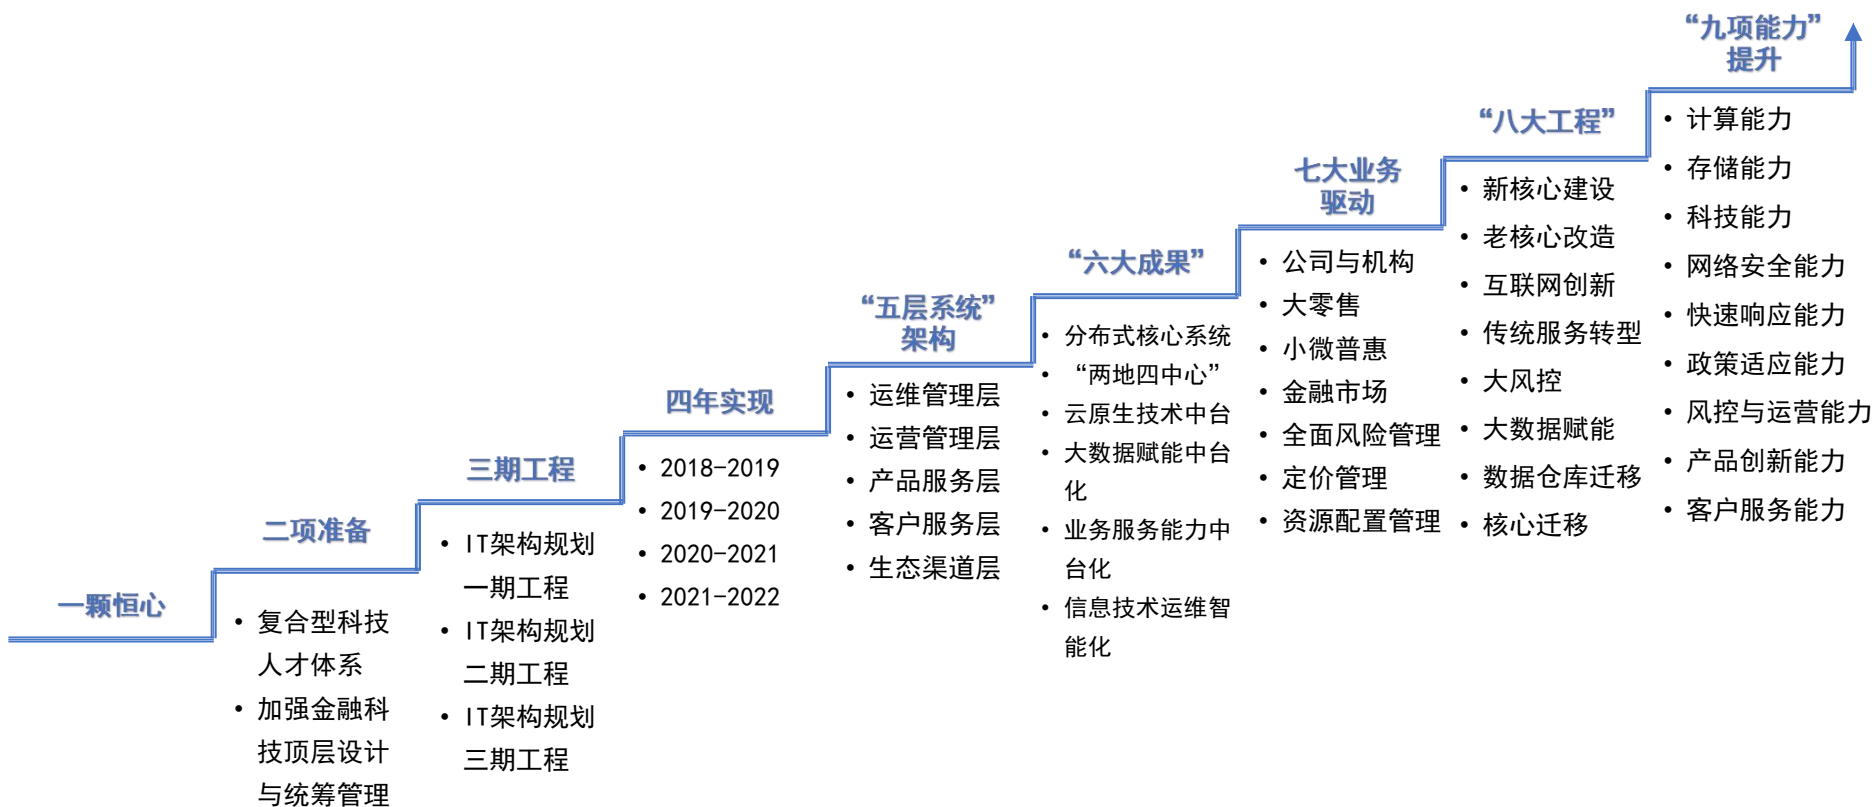 一颗恒心
二项准备
• 复合型科技
人才体系
• 加强金融科
技顶层设计
与统筹管理
三期工程
• IT架构规划
一期工程
• IT架构规划
二期工程
• IT架构规划
三期工程
四年实现
• 2018-2019
• 2019-2020
• 2020-2021
• 2021-2022
“五层系统”
架构
• 运维管理层
• 运营管理层
• 产品服务层
• 客户服务层
• 生态渠道层
“六大成果”
• 分布式核心系统
• “两地四中心”
• 云原生技术中台
• 大数据赋能中台
化
• 业务服务能力中
台化
• 信息技术运维智
能化
七大业务
驱动
• 公司与机构
• 大零售
• 小微普惠
• 金融市场
• 全面风险管理
• 定价管理
• 资源配置管理
“八大工程”
• 新核心建设
• 老核心改造
• 互联网创新
• 传统服务转型
• 大风控
• 大数据赋能
• 数据仓库迁移
• 核心迁移
“九项能力”
提升
• 计算能力
• 存储能力
• 科技能力
• 网络安全能力
• 快速响应能力
• 政策适应能力
• 风控与运营能力
• 产品创新能力
• 客户服务能力